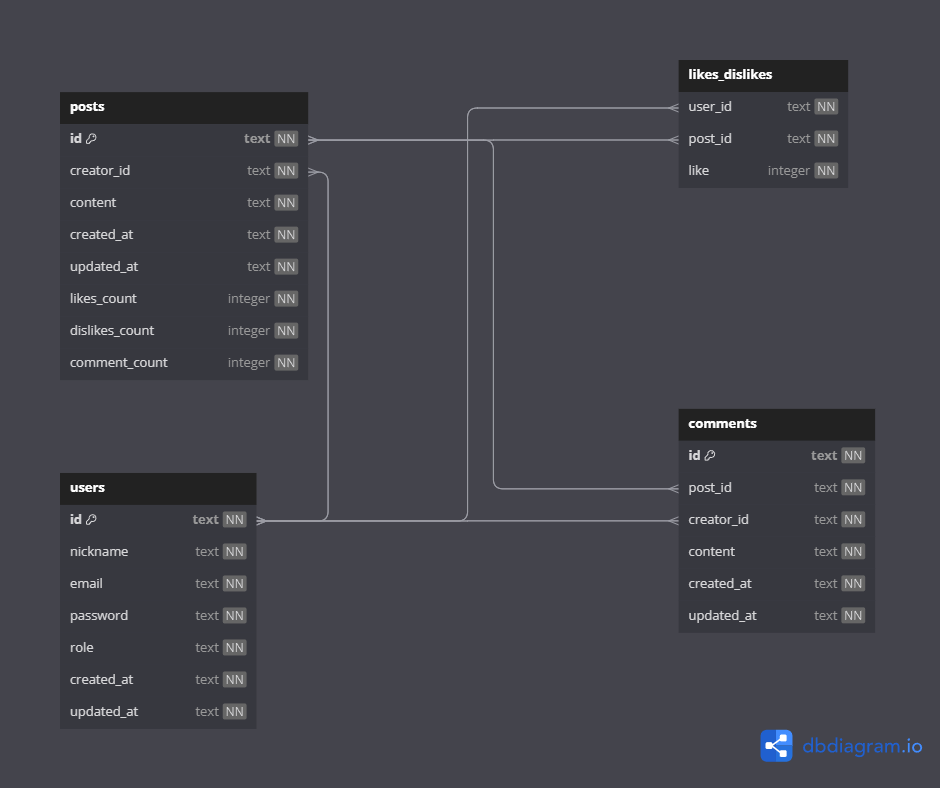 posts
id text NN
creator_id text NN
content text NN
created_at text NN
updated_at text NN
likes_count integer NN
dislikes_count integer NN
comment_count integer NN
likes_dislikes
user_id text NN
post_id text NN
like integer NN
users
id text NN
nickname text NN
email text NN
password text NN
role text NN
created_at text NN
updated_at text NN
comments
id text NN
post_id text NN
creator_id text NN
content text NN
created_at text NN
updated_at text NN
dbdiagram.io